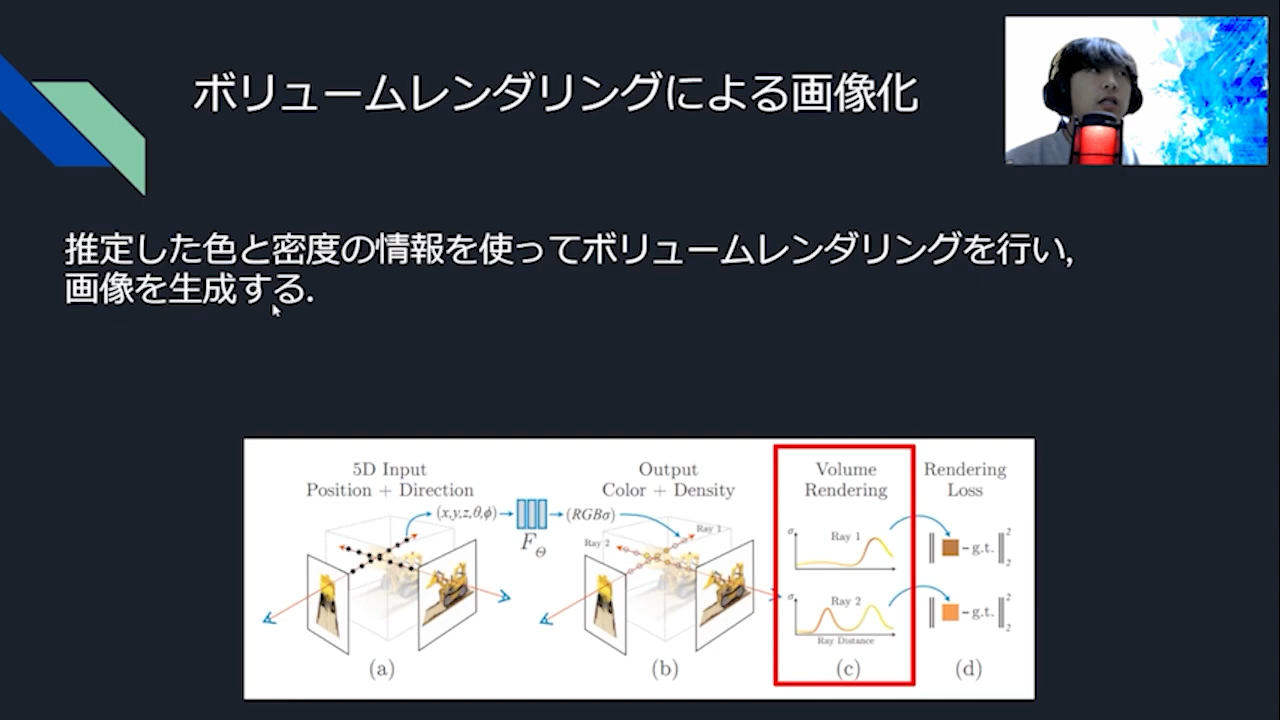 ボリュームレンダリングによる画像化
推定した色と密度の情報を使ってボリュームレンダリングを行い,
画像を生成する.
5D Input
Position + Direction
Output
Color + Density
Volume
Rendering
Rendering
Loss
(x,y,z,θ,ϕ)
(RGBσ)
F_Θ
Ray 1
Ray 2
σ
Ray 1
‖ - g.t. ‖²₂
σ
Ray 2
‖ - g.t. ‖²₂
Ray Distance
(a)
(b)
(c)
(d)